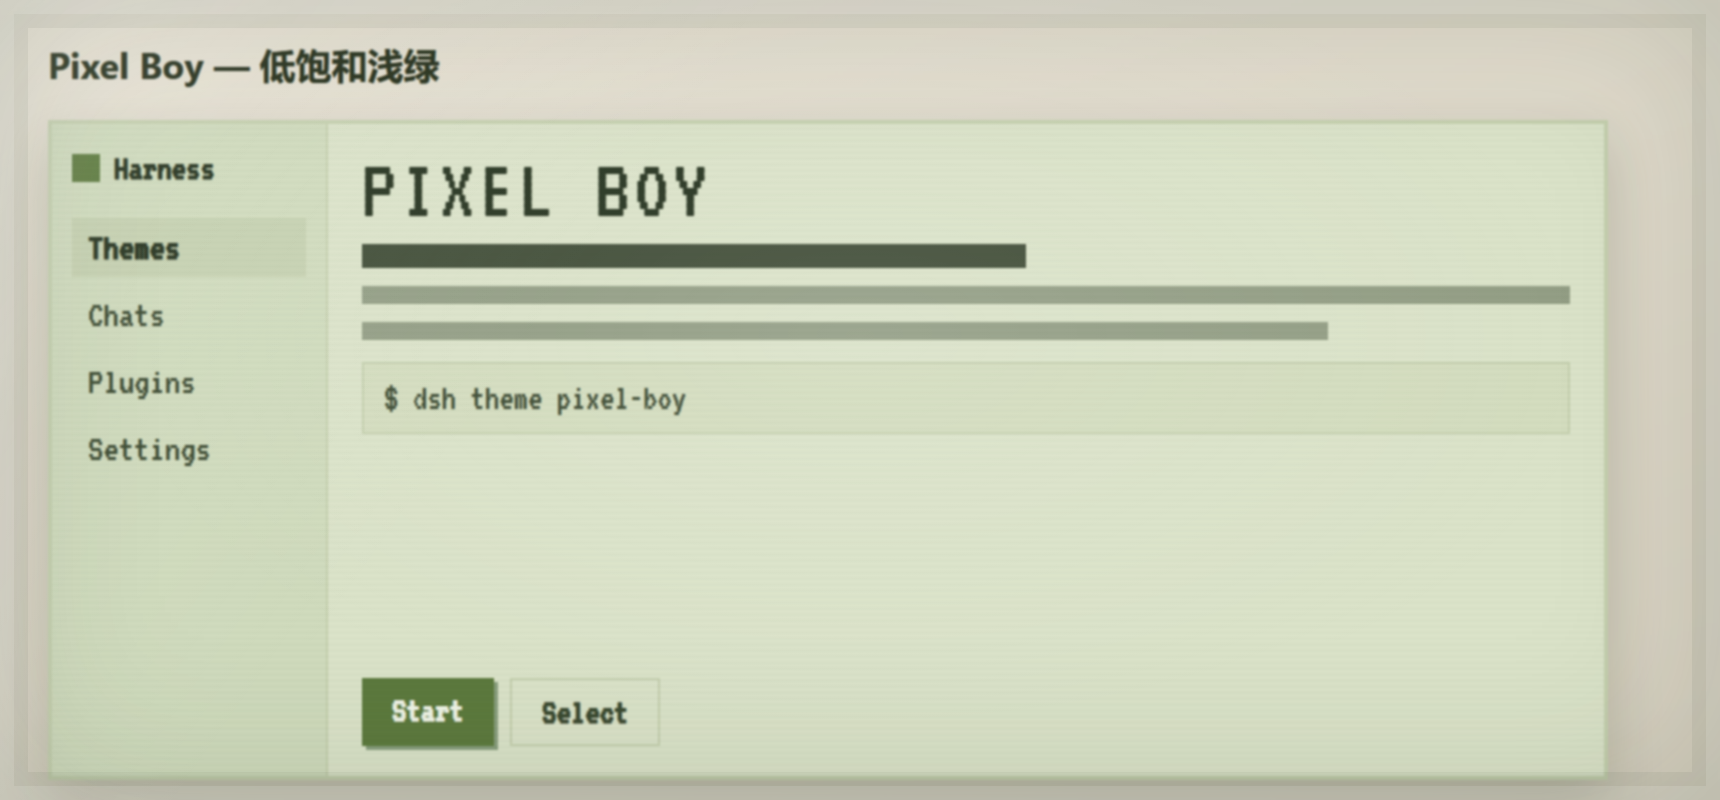 Pixel Boy — 低饱和浅绿
Harness
Themes
Chats
Plugins
Settings
PIXEL BOY
$ dsh theme pixel-boy
Start
Select